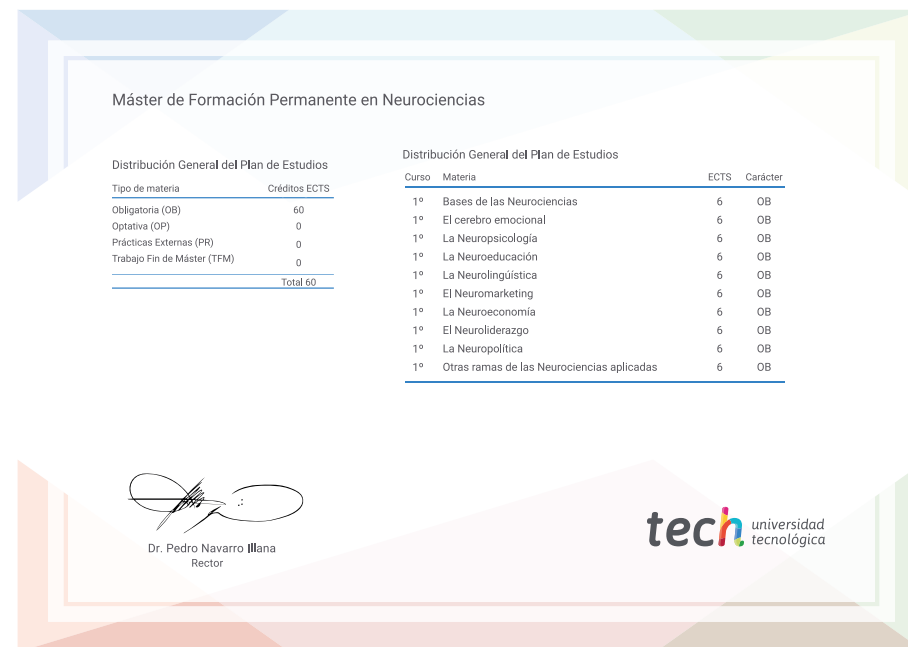 Máster de Formación Permanente en Neurociencias
Distribución General del Plan de Estudios
Tipo de materia Créditos ECTS
Obligatoria (OB) 60
Optativa (OP) 0
Prácticas Externas (PR) 0
Trabajo Fin de Máster (TFM) 0
Total 60
Distribución General del Plan de Estudios
Curso Materia ECTS Carácter
1º Bases de las Neurociencias 6 OB
1º El cerebro emocional 6 OB
1º La Neuropsicología 6 OB
1º La Neuroeducación 6 OB
1º La Neurolingúística 6 OB
1º El Neuromarketing 6 OB
1º La Neuroeconomía 6 OB
1º El Neuroliderazgo 6 OB
1º La Neuropolítica 6 OB
1º Otras ramas de las Neurociencias aplicadas 6 OB
Dr. Pedro Navarro Illana
Rector
tech universidad
tecnológica